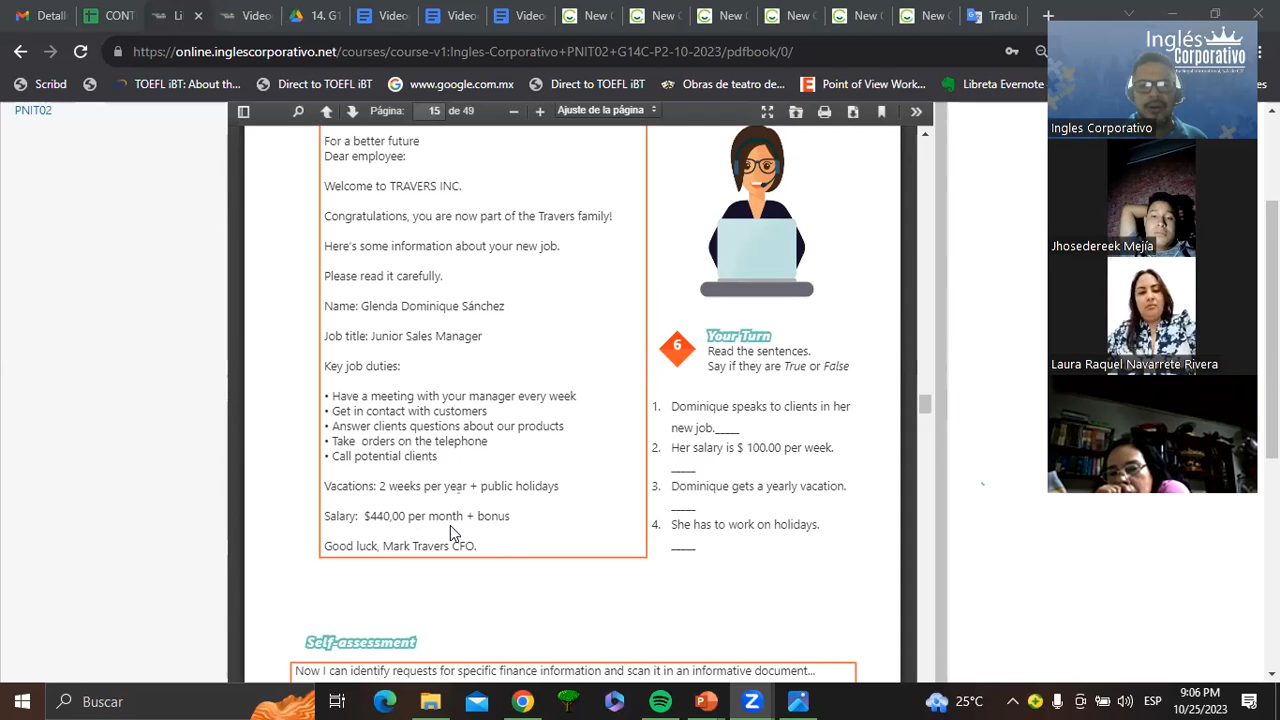 CONT
Video
14. G
Video
Video
Video
New C
New C
Detal
New C
New C
New C
Tradu
https://online.inglescorporativo.net/courses/course-v1:Ingles-Corporativo+PNIT02+G14C-P2-10-2023/pdfbook/0/
Scribd
TOEFL iBT: About th...
Direct to TOEFL iBT...
www.google.com.mx
Direct to TOEFL iBT...
Obras de arte de sal...
Point of View Work...
Libreta Evernote
PNIT02
Página:
15
de 49
Ajuste de la página
For a better future
Dear employee:
Welcome to TRAVERS INC.
Congratulations, you are now part of the Travers family!
Here's some information about your new job.
Please read it carefully.
Name: Glenda Dominique Sánchez
Job title: Junior Sales Manager
Key job duties:
• Have a meeting with your manager every week
• Get in contact with customers
• Answer clients questions about our products
• Take orders on the telephone
• Call potential clients
Vacations: 2 weeks per year + public holidays
Salary: $440,00 per month + bonus
Good luck, Mark Travers CFO.
6
Your Turn
Read the sentences.
Say if they are True or False
1. Dominique speaks to clients in her
new job.____
2. Her salary is $ 100.00 per week.
____
3. Dominique gets a yearly vacation.
____
4. She has to work on holidays.
____
Self-assessment
Now I can identify requests for specific finance information and scan it in an informative document...
Inglés
Corporativo
Ingles Corporativo
Jhosedereek Mejía
Laura Raquel Navarrete Rivera
Buscar
25°C
ESP
9:06 PM
10/25/2023